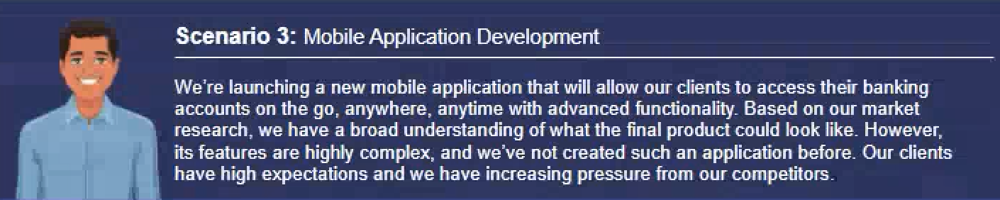 Scenario 3: Mobile Application Development
We're launching a new mobile application that will allow our clients to access their banking
accounts on the go, anywhere, anytime with advanced functionality. Based on our market
research, we have a broad understanding of what the final product could look like. However,
its features are highly complex, and we've not created such an application before. Our clients
have high expectations and we have increasing pressure from our competitors.